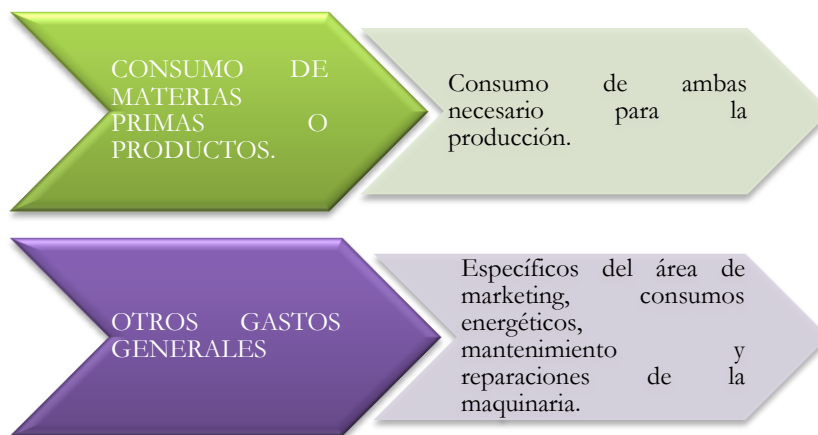 CONSUMO DE
MATERIAS
PRIMAS O
PRODUCTOS.
Consumo de ambas
necesario para la
producción.
OTROS GASTOS
GENERALES
Específicos del área de
marketing, consumos
energéticos,
mantenimiento y
reparaciones de la
maquinaria.